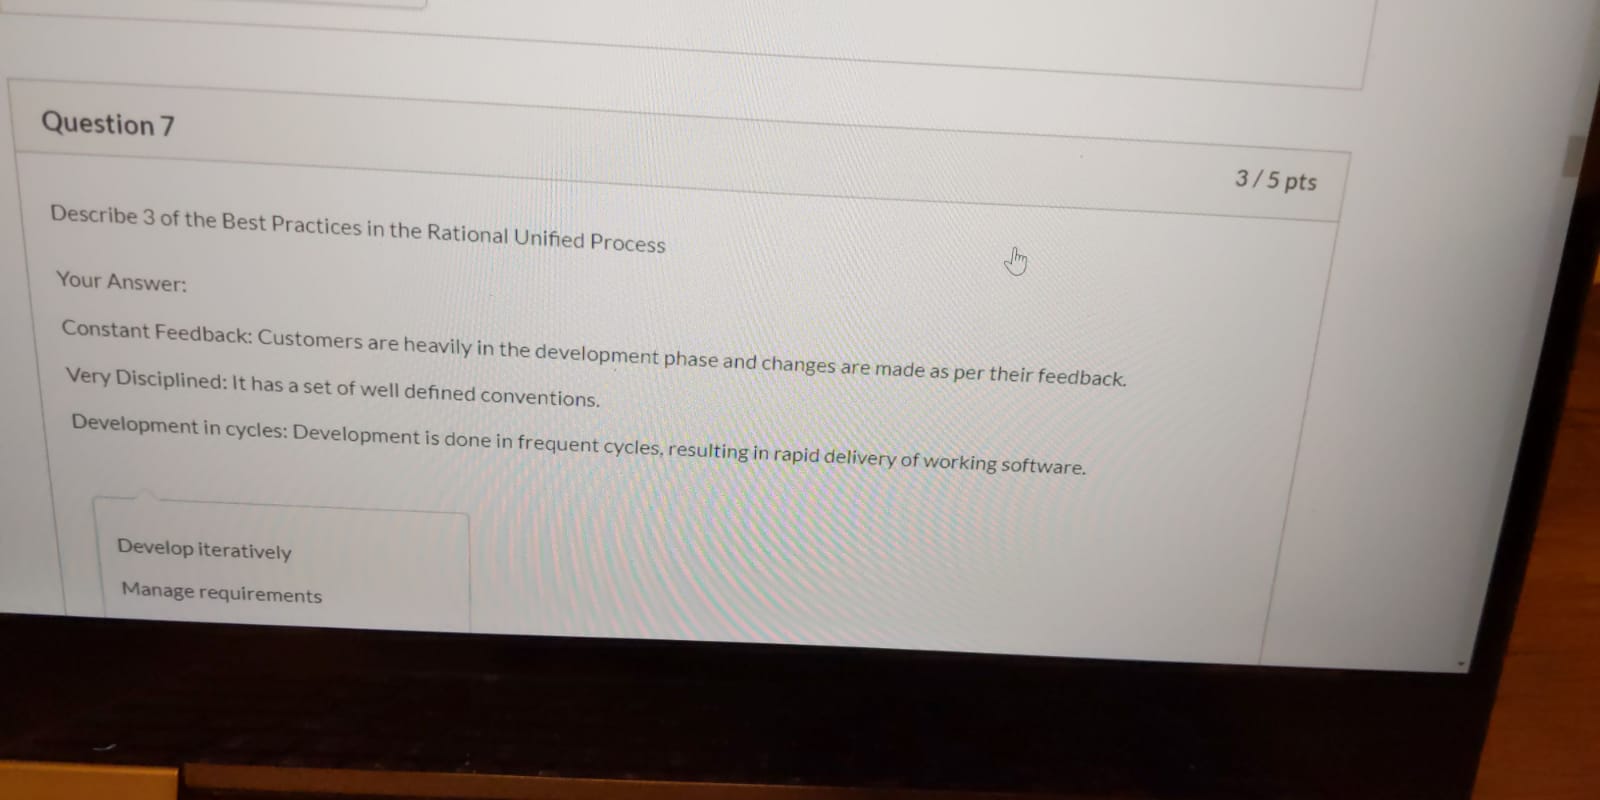 Question 7
3 / 5 pts
Describe 3 of the Best Practices in the Rational Unified Process
Your Answer:
Constant Feedback: Customers are heavily in the development phase and changes are made as per their feedback.
Very Disciplined: It has a set of well defined conventions.
Development in cycles: Development is done in frequent cycles, resulting in rapid delivery of working software.
Develop iteratively
Manage requirements